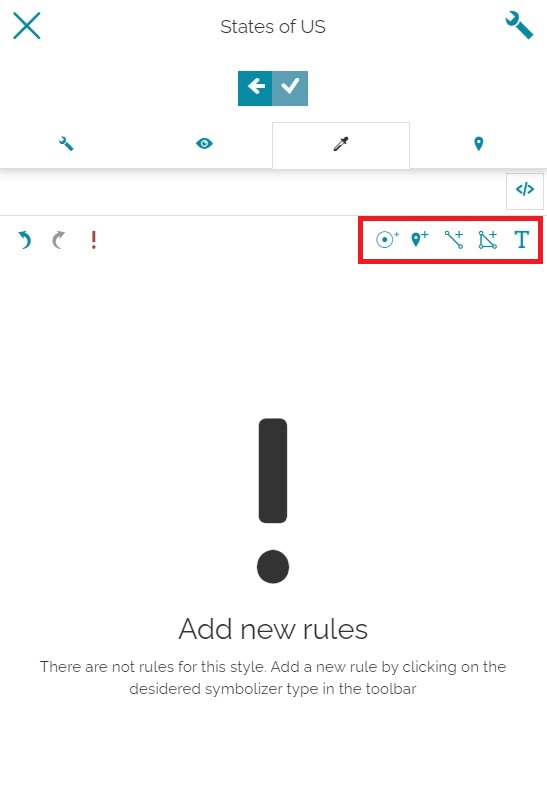 States of US
</>
T
Add new rules
There are not rules for this style. Add a new rule by clicking on the
desidered symbolizer type in the toolbar